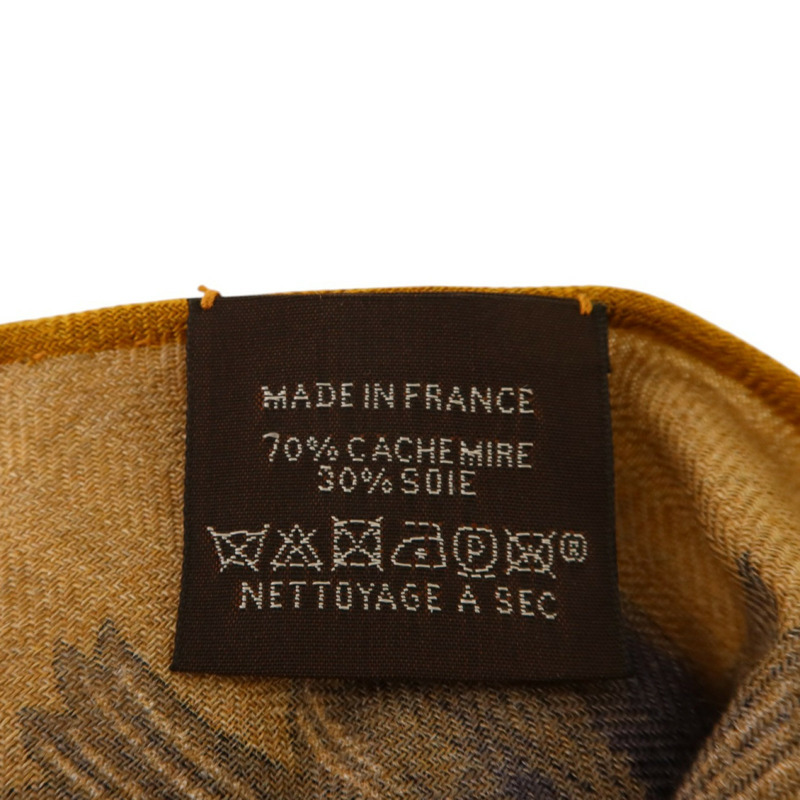 MADE IN FRANCE
70% CACHEMIRE
30% SOIE
P ®
NETTOYAGE A SEC